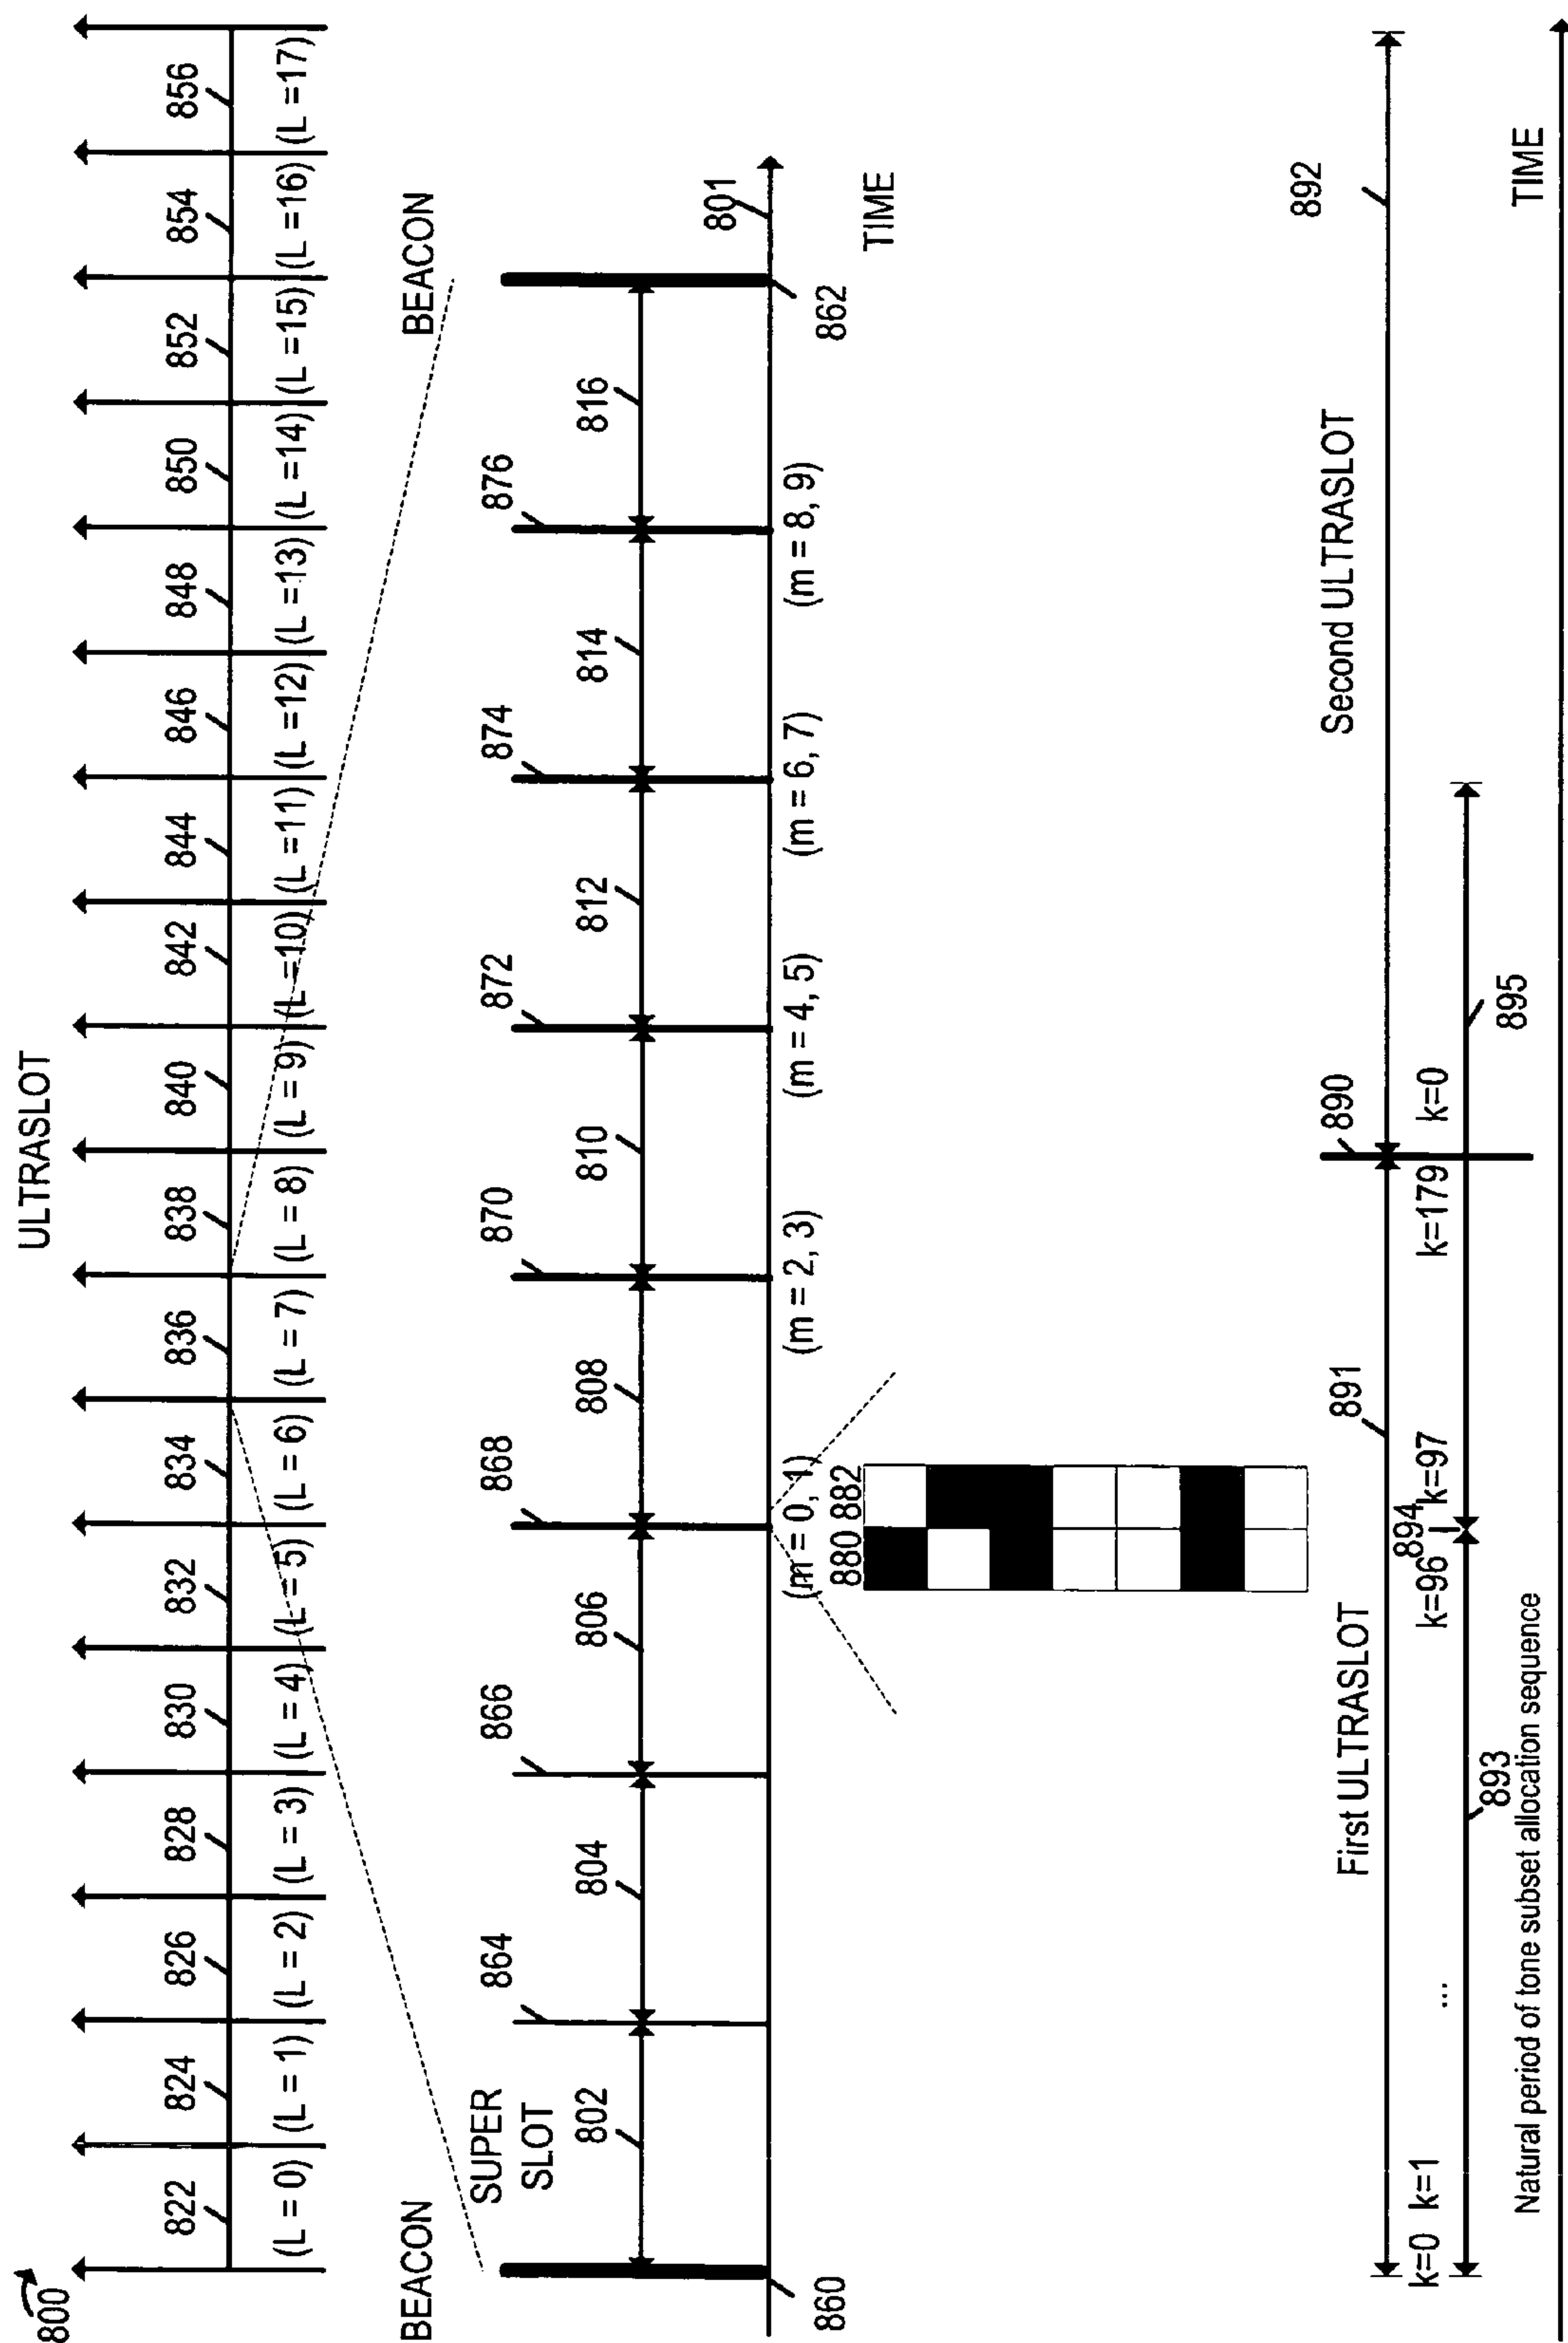 800
ULTRASLOT
822 824 826 828 830 832 834 836 838 840 842 844 846 848 850 852 854 856
(L = 0) (L = 1) (L = 2) (L = 3) (L = 4) (L = 5) (L = 6) (L = 7) (L = 8) (L = 9) (L =10) (L =11) (L =12) (L =13) (L =14) (L =15) (L =16) (L =17)
BEACON BEACON
SUPER
SLOT
864 866 868 870 872 874 876
802 804 806 808 810 812 814 816
801
860 (m = 0, 1) (m = 2, 3) (m = 4, 5) (m = 6, 7) (m = 8, 9) 862
880 882
TIME
First ULTRASLOT 891 890 Second ULTRASLOT 892
894
k=0 k=1 ... k=96 k=97 k=179 k=0
893 895
Natural period of tone subset allocation sequence
TIME